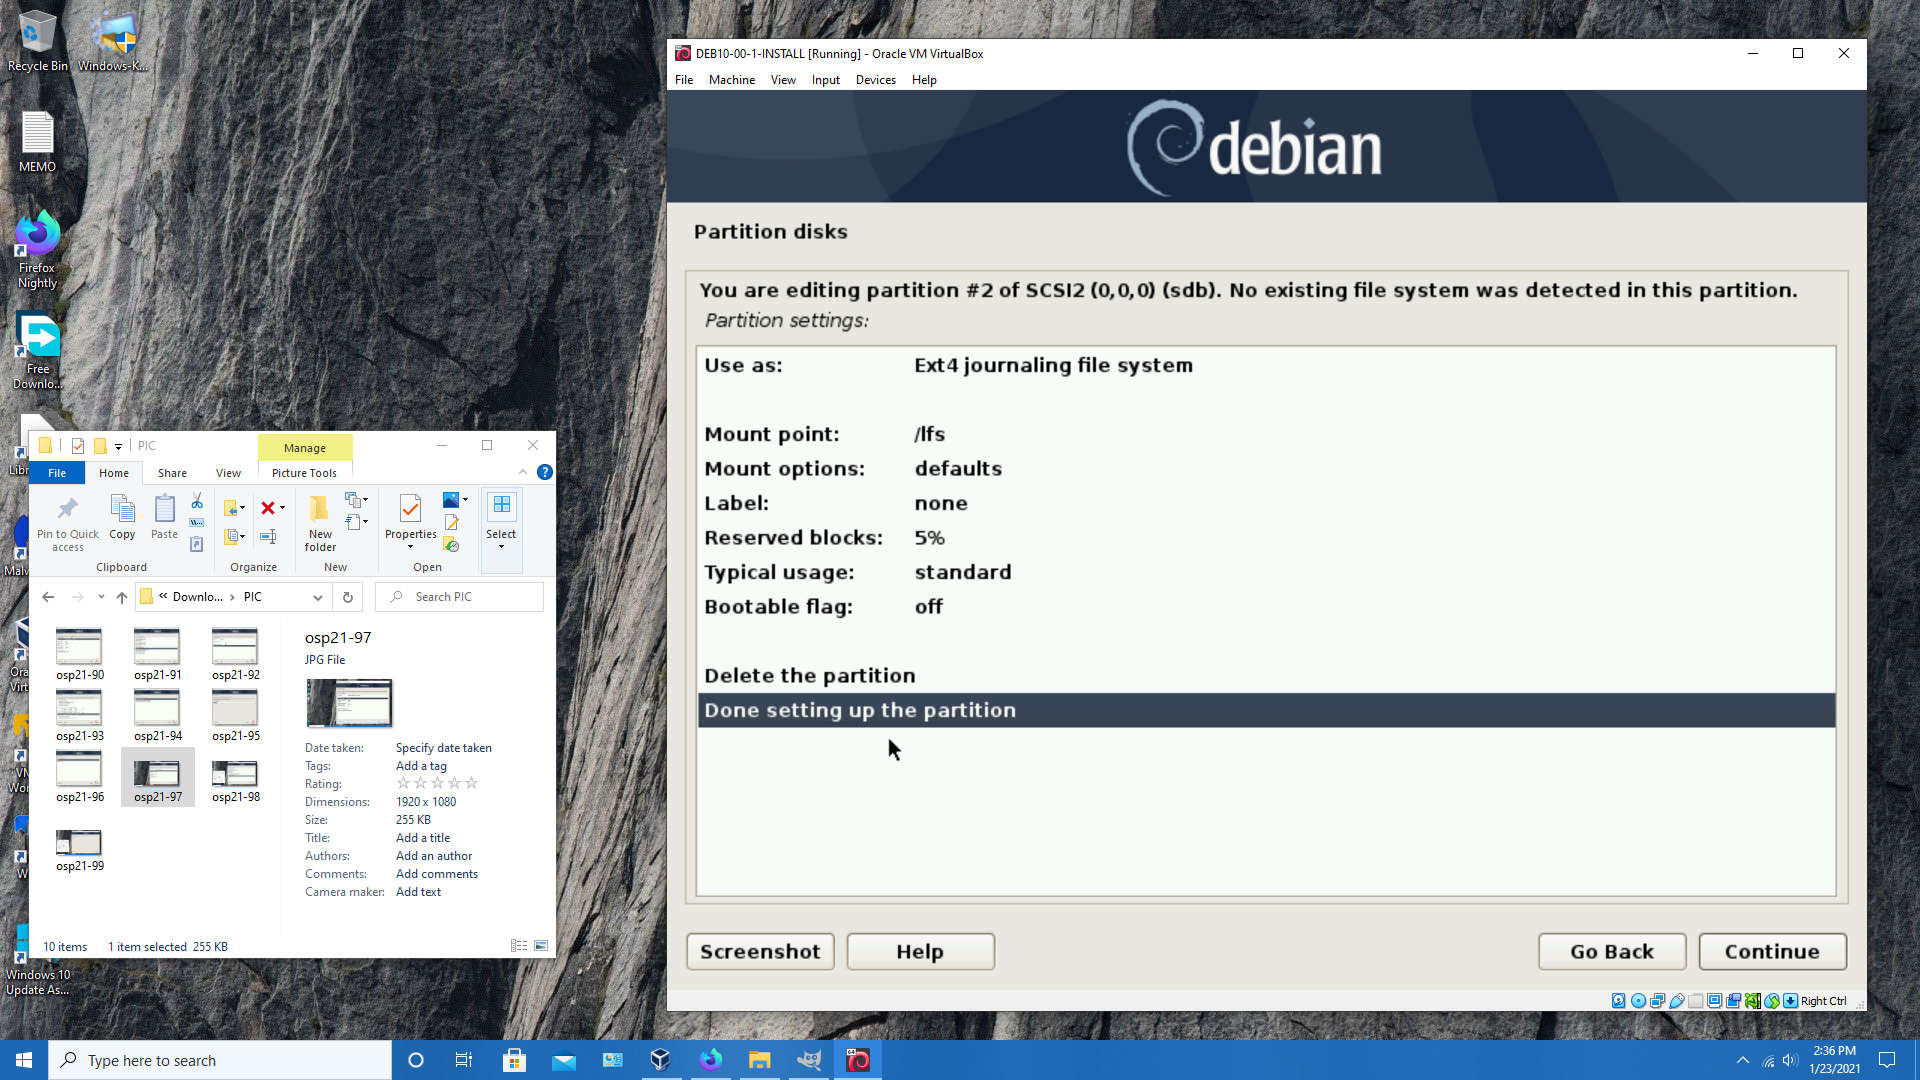 Recycle Bin
Windows-K...
MEMO
Firefox
Nightly
Free
Downlo...
PIC
Manage
File
Home
Share
View
Picture Tools
Pin to Quick
access
Copy
Paste
New
folder
Properties
Select
Clipboard
Organize
New
Open
« Downlo... › PIC
Search PIC
osp21-90
osp21-91
osp21-92
osp21-93
osp21-94
osp21-95
osp21-96
osp21-97
osp21-98
osp21-99
osp21-97
JPG File
Date taken: Specify date taken
Tags: Add a tag
Rating:
Dimensions: 1920 x 1080
Size: 255 KB
Title: Add a title
Authors: Add an author
Comments: Add comments
Camera maker: Add text
10 items 1 item selected 255 KB
Windows 10
Update As...
DEB10-00-1-INSTALL [Running] - Oracle VM VirtualBox
File Machine View Input Devices Help
debian
Partition disks
You are editing partition #2 of SCSI2 (0,0,0) (sdb). No existing file system was detected in this partition.
Partition settings:
Use as: Ext4 journaling file system
Mount point: /lfs
Mount options: defaults
Label: none
Reserved blocks: 5%
Typical usage: standard
Bootable flag: off
Delete the partition
Done setting up the partition
Screenshot
Help
Go Back
Continue
Right Ctrl
Type here to search
2:36 PM
1/23/2021